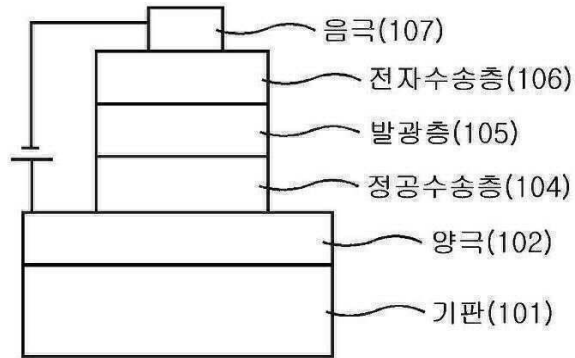 음극(107)
전자수송층(106)
발광층(105)
정공수송층(104)
양극(102)
기판(101)